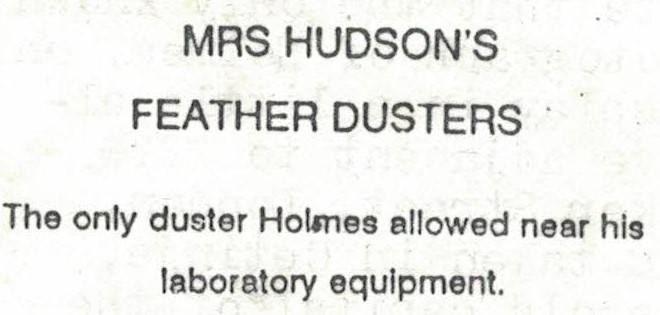 MRS HUDSON'S
FEATHER DUSTERS
The only duster Holmes allowed near his
laboratory equipment.